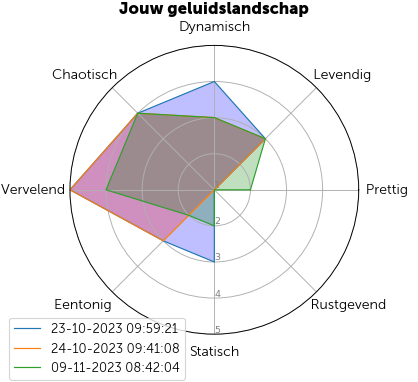 Jouw geluidslandschap
Dynamisch
Chaotisch
Levendig
Vervelend
Prettig
2
3
4
5
Eentonig
Rustgevend
Statisch
23-10-2023 09:59:21
24-10-2023 09:41:08
09-11-2023 08:42:04